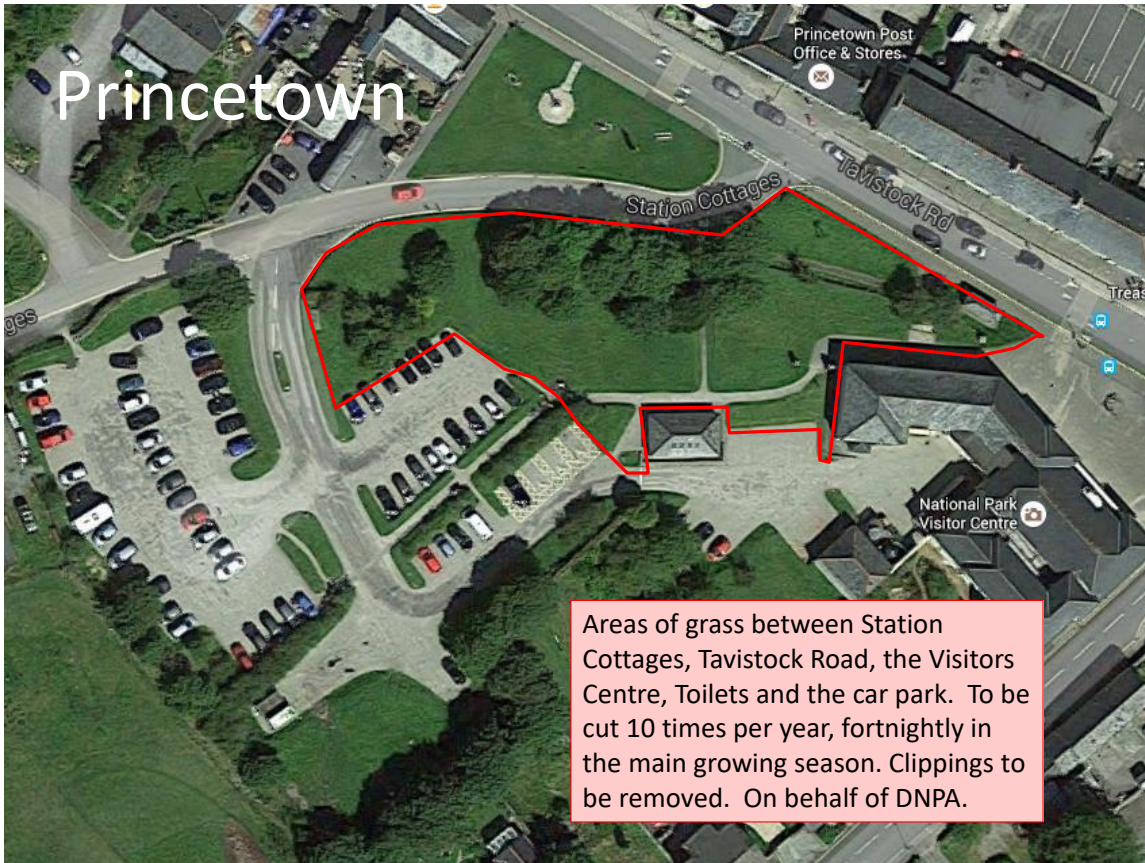 Princetown
Princetown Post
Office & Stores
Station Cottages
Tavistock Rd
Treas
ges
National Park
Visitor Centre
Areas of grass between Station
Cottages, Tavistock Road, the Visitors
Centre, Toilets and the car park.  To be
cut 10 times per year, fortnightly in
the main growing season. Clippings to
be removed.  On behalf of DNPA.